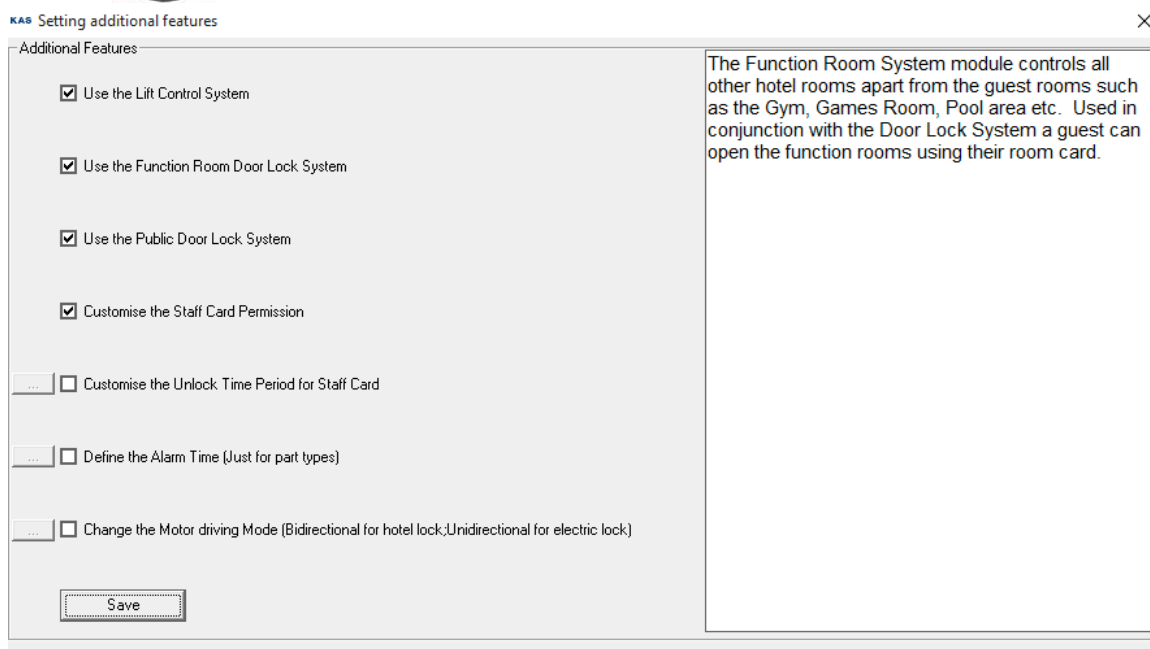 KAS Setting additional features
Additional Features
Use the Lift Control System
Use the Function Room Door Lock System
Use the Public Door Lock System
Customise the Staff Card Permission
... Customise the Unlock Time Period for Staff Card
... Define the Alarm Time (Just for part types)
... Change the Motor driving Mode (Bidirectional for hotel lock;Unidirectional for electric lock)
Save
The Function Room System module controls all
other hotel rooms apart from the guest rooms such
as the Gym, Games Room, Pool area etc.  Used in
conjunction with the Door Lock System a guest can
open the function rooms using their room card.